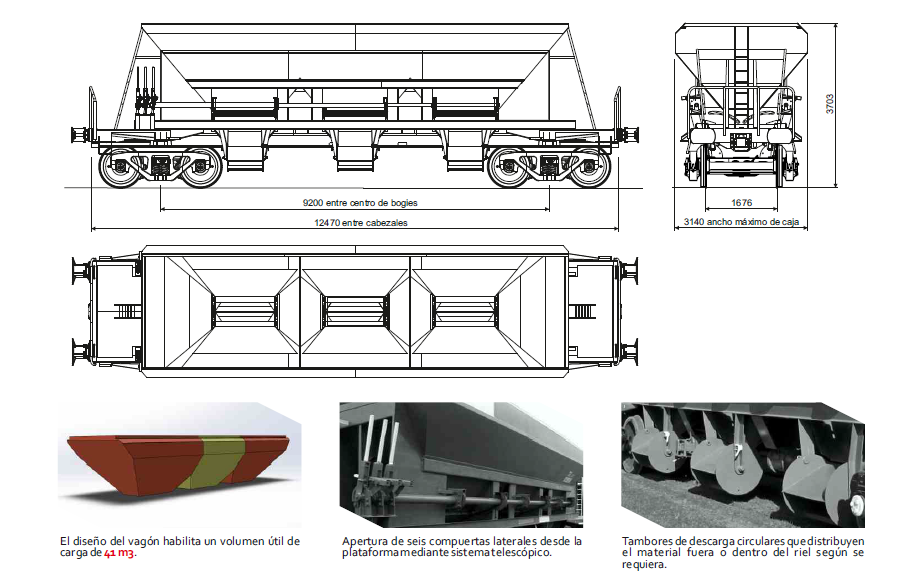 3703
9200 entre centro de bogies
12470 entre cabezales
1676
3140 ancho máximo de caja
El diseño del vagón habilita un volumen útil de
carga de 41 m3.
Apertura de seis compuertas laterales desde la
plataforma mediante sistema telescópico.
Tambores de descarga circulares que distribuyen
el material fuera o dentro del riel según se
requiera.